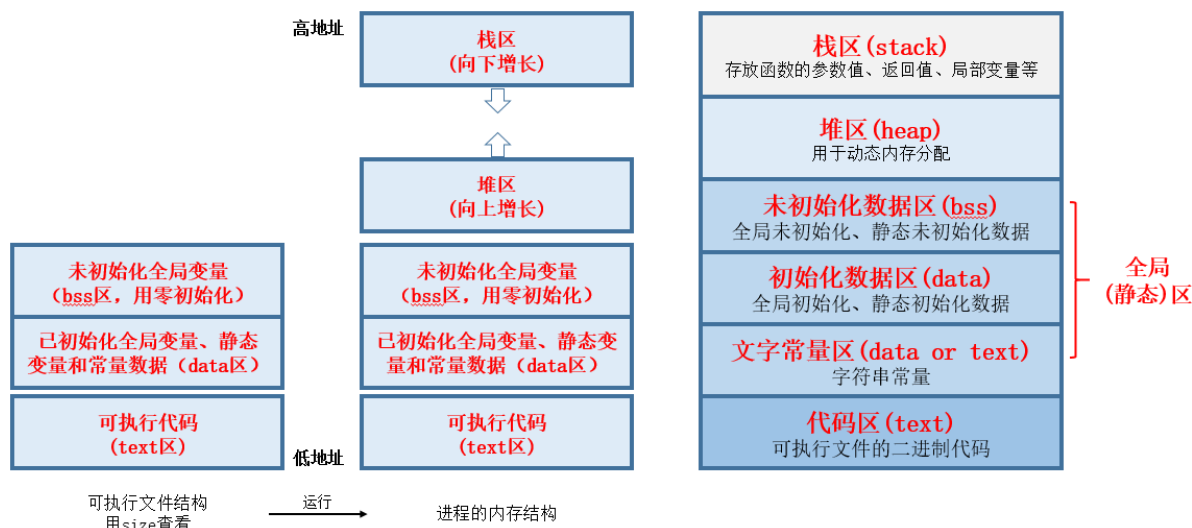 高地址
栈区
(向下增长)
堆区
(向上增长)
未初始化全局变量
（bss区，用零初始化）
已初始化全局变量、静态
变量和常量数据（data区）
可执行代码
(text区)
未初始化全局变量
（bss区，用零初始化）
已初始化全局变量、静态变
量和常量数据（data区）
可执行代码
(text区)
低地址
可执行文件结构
用size查看
运行
进程的内存结构
栈区(stack)
存放函数的参数值、返回值、局部变量等
堆区(heap)
用于动态内存分配
未初始化数据区(bss)
全局未初始化、静态未初始化数据
初始化数据区(data)
全局初始化、静态初始化数据
文字常量区(data or text)
字符串常量
代码区(text)
可执行文件的二进制代码
全局
(静态)区